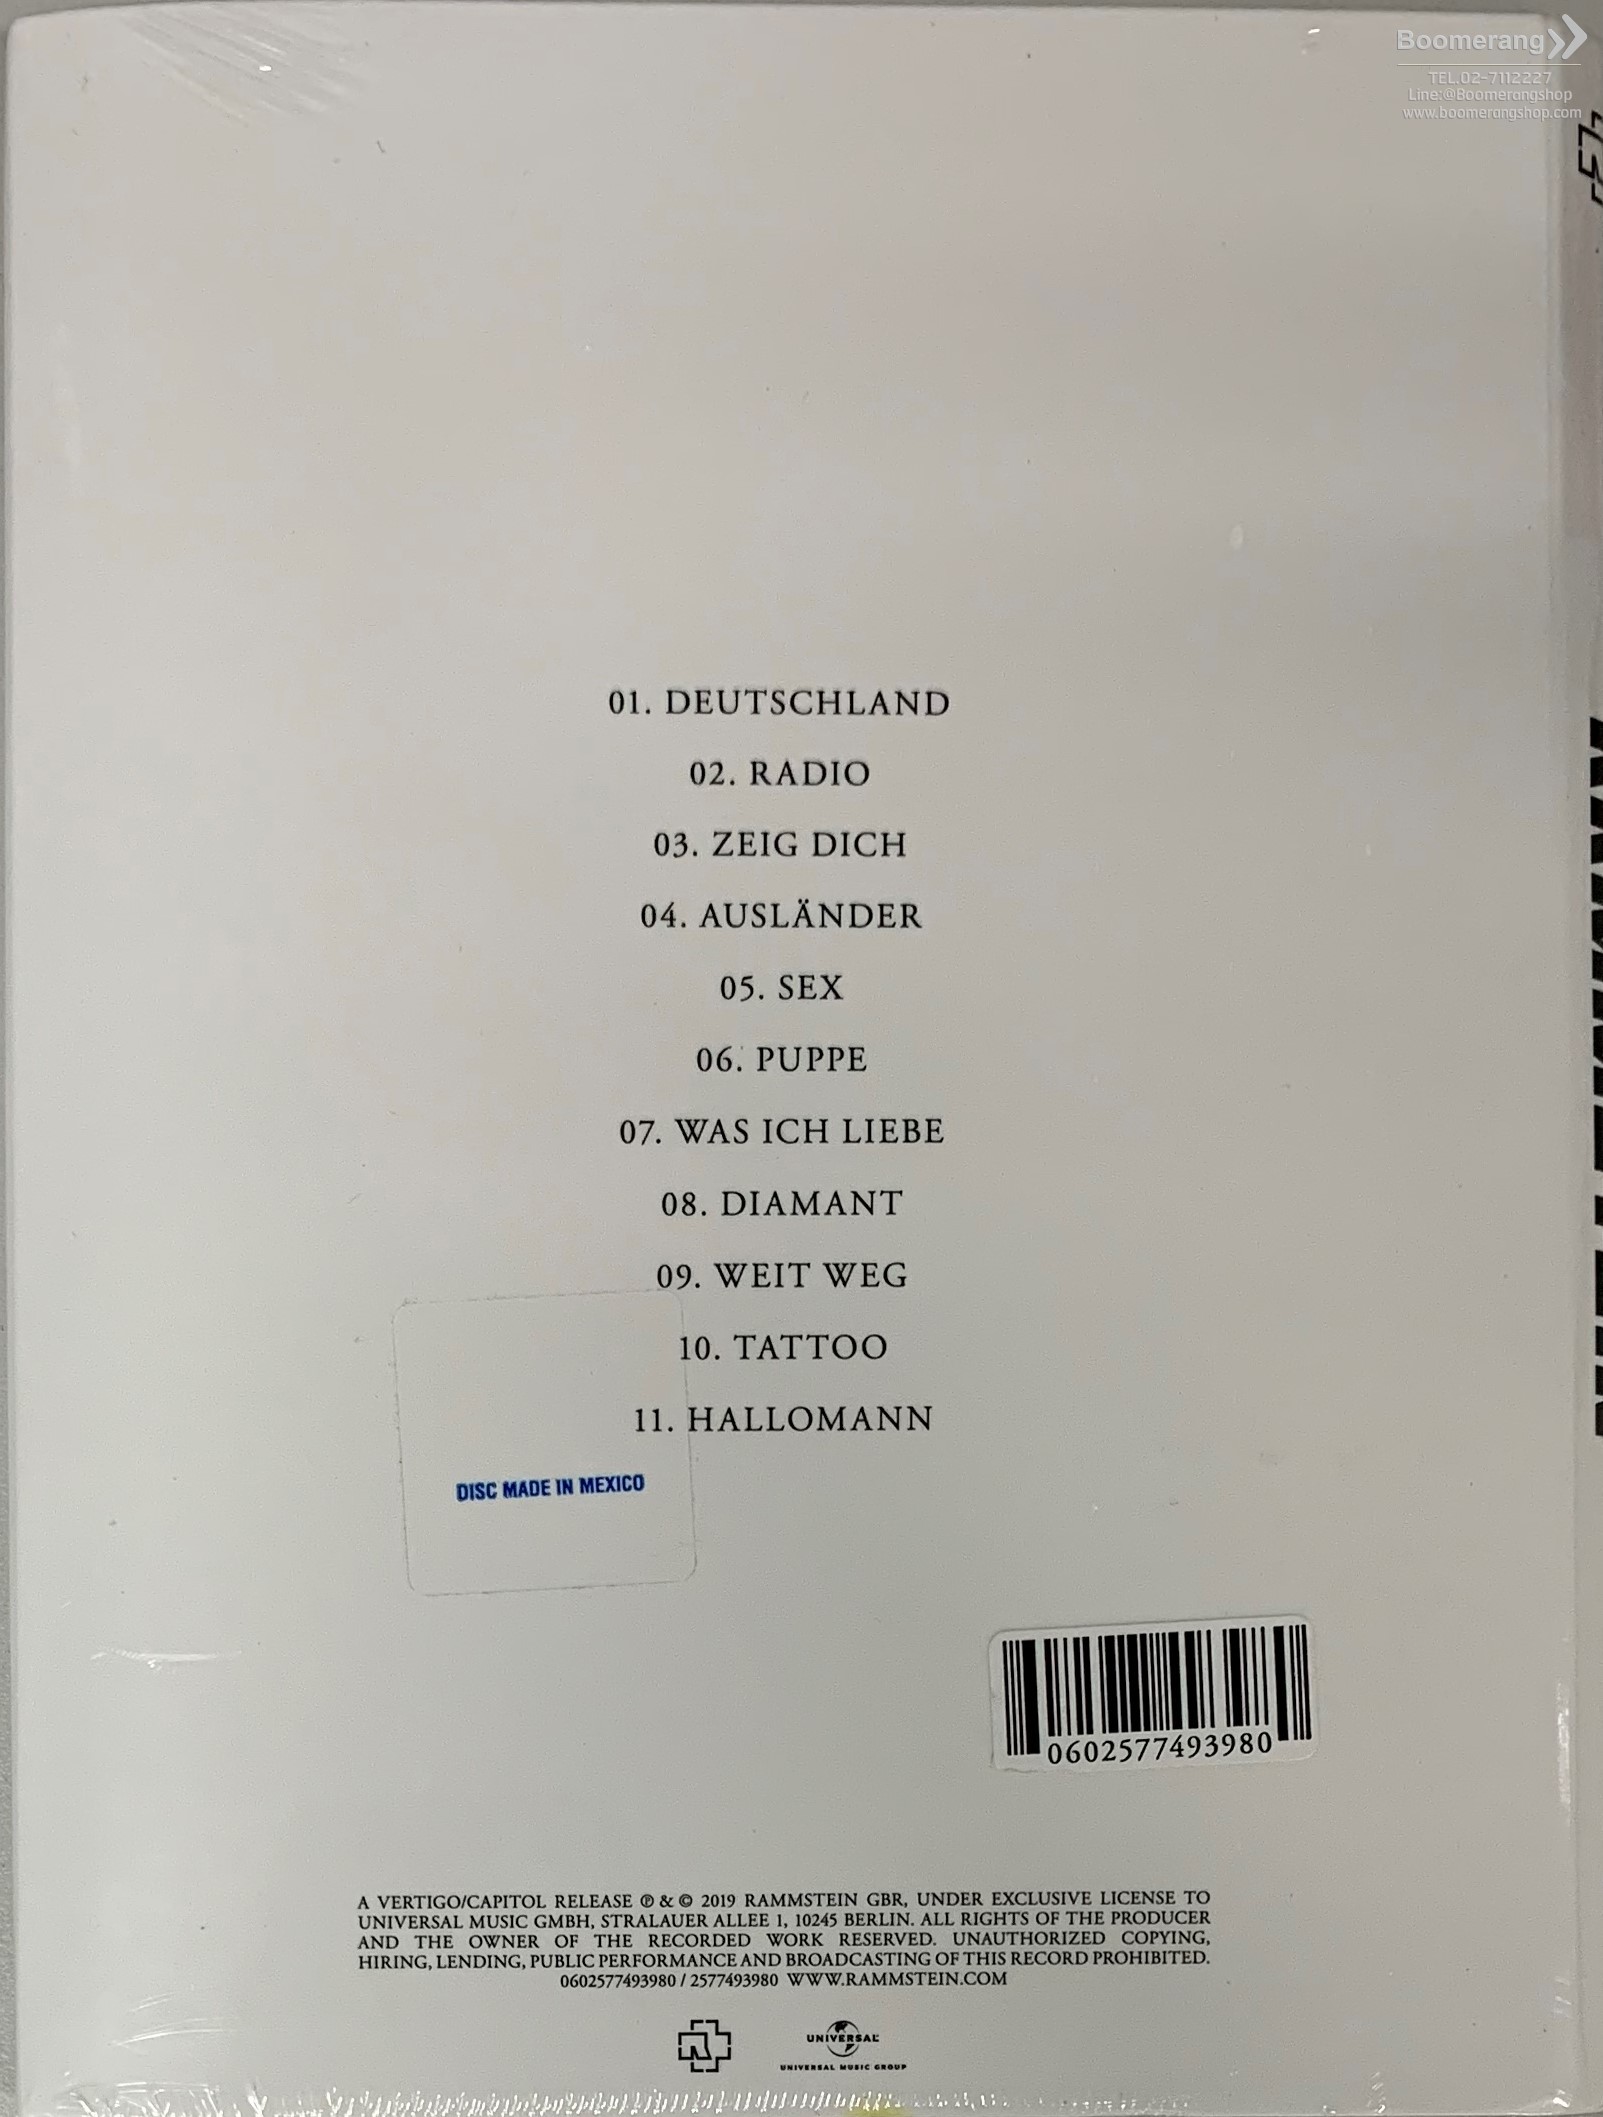 Boomerang
TEL.02-7112227
Line:@Boomerangshop
www.boomerangshop.com
01. DEUTSCHLAND
02. RADIO
03. ZEIG DICH
04. AUSLÄNDER
05. SEX
06. PUPPE
07. WAS ICH LIEBE
08. DIAMANT
09. WEIT WEG
10. TATTOO
11. HALLOMANN
DISC MADE IN MEXICO
0602577493980
A VERTIGO/CAPITOL RELEASE ℗ & © 2019 RAMMSTEIN GBR, UNDER EXCLUSIVE LICENSE TO
UNIVERSAL MUSIC GMBH, STRALAUER ALLEE 1, 10245 BERLIN. ALL RIGHTS OF THE PRODUCER
AND THE OWNER OF THE RECORDED WORK RESERVED. UNAUTHORIZED COPYING,
HIRING, LENDING, PUBLIC PERFORMANCE AND BROADCASTING OF THIS RECORD PROHIBITED.
0602577493980 / 2577493980 WWW.RAMMSTEIN.COM
UNIVERSAL
UNIVERSAL MUSIC GROUP